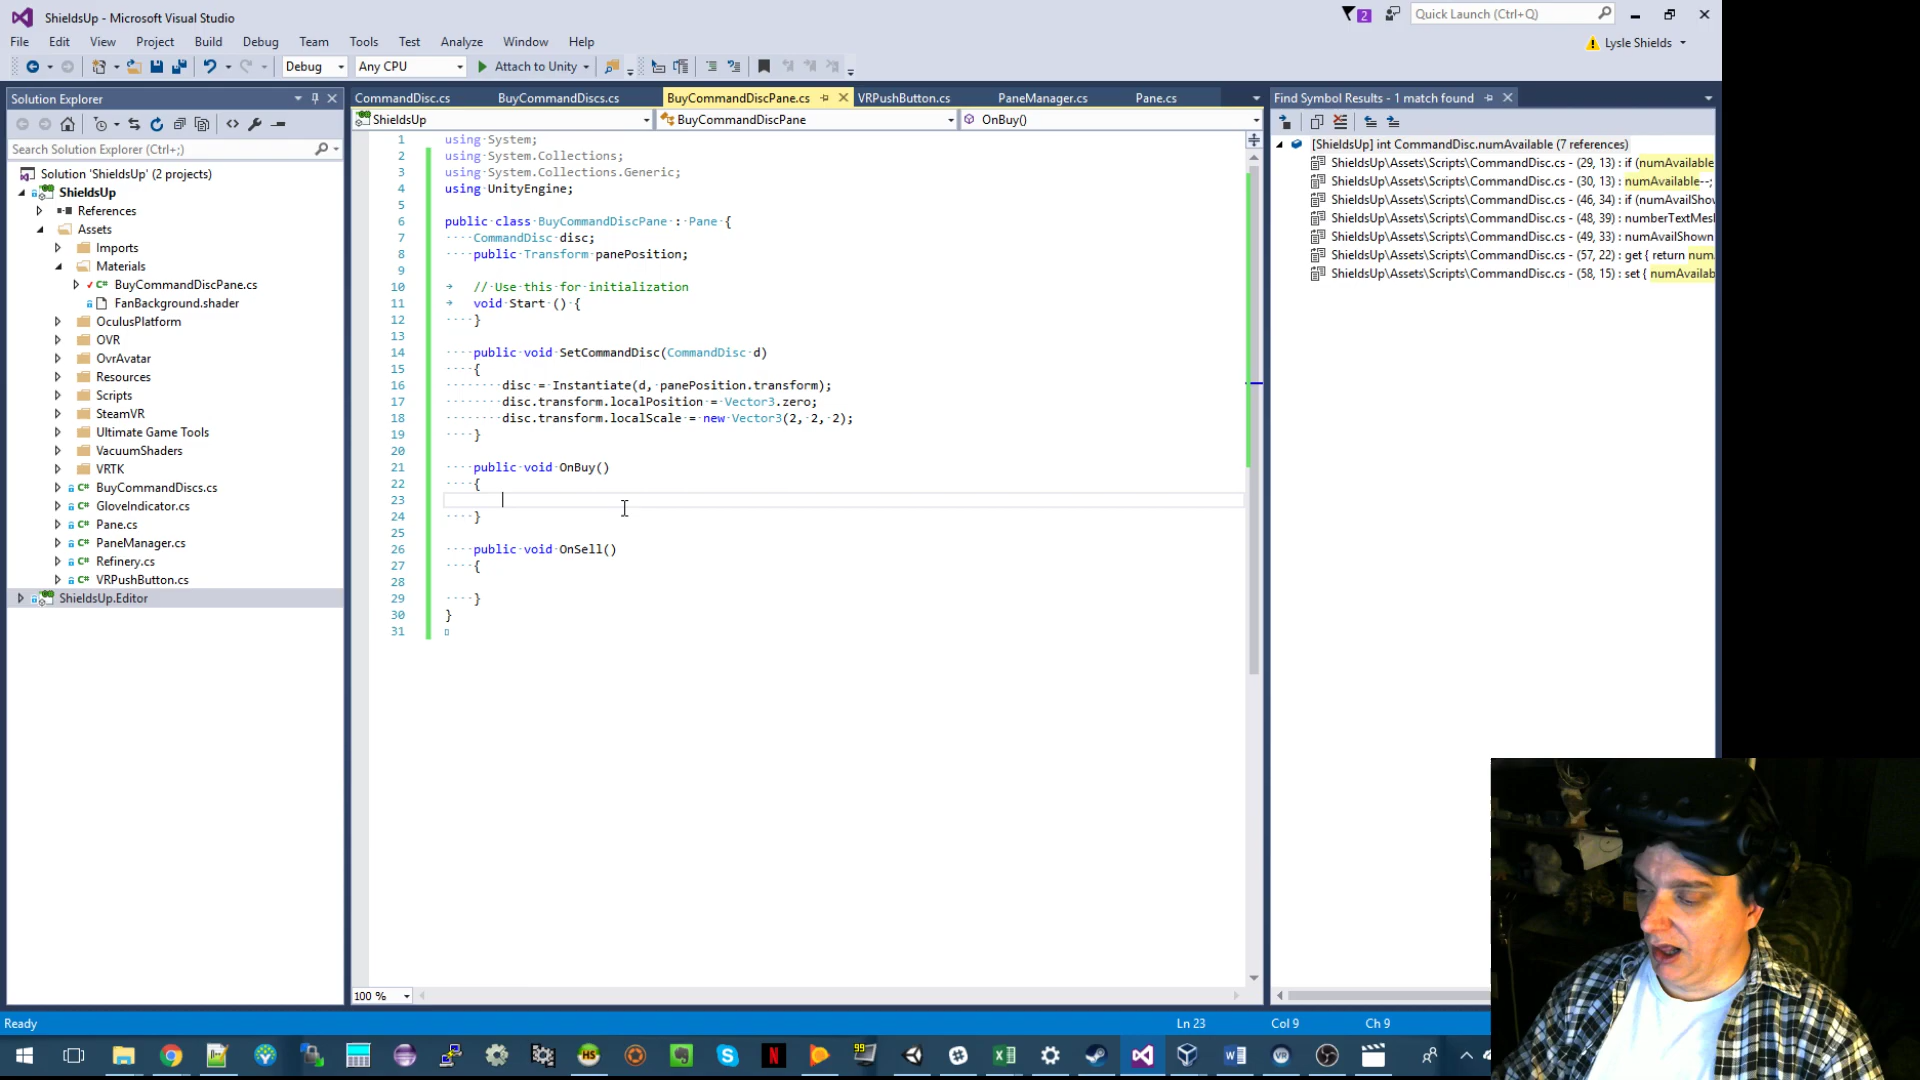 ShieldsUp - Microsoft Visual Studio
2
Quick Launch (Ctrl+Q)
File Edit View Project Build Debug Team Tools Test Analyze Window Help
Lysle Shields
Debug Any CPU Attach to Unity
Solution Explorer
Search Solution Explorer (Ctrl+;)
Solution 'ShieldsUp' (2 projects)
ShieldsUp
References
Assets
Imports
Materials
BuyCommandDiscPane.cs
FanBackground.shader
OculusPlatform
OVR
OvrAvatar
Resources
Scripts
SteamVR
Ultimate Game Tools
VacuumShaders
VRTK
BuyCommandDiscs.cs
GloveIndicator.cs
Pane.cs
PaneManager.cs
Refinery.cs
VRPushButton.cs
ShieldsUp.Editor
CommandDisc.cs BuyCommandDiscs.cs BuyCommandDiscPane.cs VRPushButton.cs PaneManager.cs Pane.cs
ShieldsUp BuyCommandDiscPane OnBuy()
1 using System;
2 using System.Collections;
3 using System.Collections.Generic;
4 using UnityEngine;
5
6 public class BuyCommandDiscPane : Pane {
7 CommandDisc disc;
8 public Transform panePosition;
9
10 // Use this for initialization
11 void Start () {
12 }
13
14 public void SetCommandDisc(CommandDisc d)
15 {
16 disc = Instantiate(d, panePosition.transform);
17 disc.transform.localPosition = Vector3.zero;
18 disc.transform.localScale = new Vector3(2, 2, 2);
19 }
20
21 public void OnBuy()
22 {
23
24 }
25
26 public void OnSell()
27 {
28
29 }
30 }
31
100 %
Find Symbol Results - 1 match found
[ShieldsUp] int CommandDisc.numAvailable (7 references)
ShieldsUp\Assets\Scripts\CommandDisc.cs - (29, 13) : if (numAvailable
ShieldsUp\Assets\Scripts\CommandDisc.cs - (30, 13) : numAvailable--;
ShieldsUp\Assets\Scripts\CommandDisc.cs - (46, 34) : if (numAvailShow
ShieldsUp\Assets\Scripts\CommandDisc.cs - (48, 39) : numberTextMesl
ShieldsUp\Assets\Scripts\CommandDisc.cs - (49, 33) : numAvailShown
ShieldsUp\Assets\Scripts\CommandDisc.cs - (57, 22) : get { return num
ShieldsUp\Assets\Scripts\CommandDisc.cs - (58, 15) : set { numAvailab
Ready Ln 23 Col 9 Ch 9
HS N 99 VR